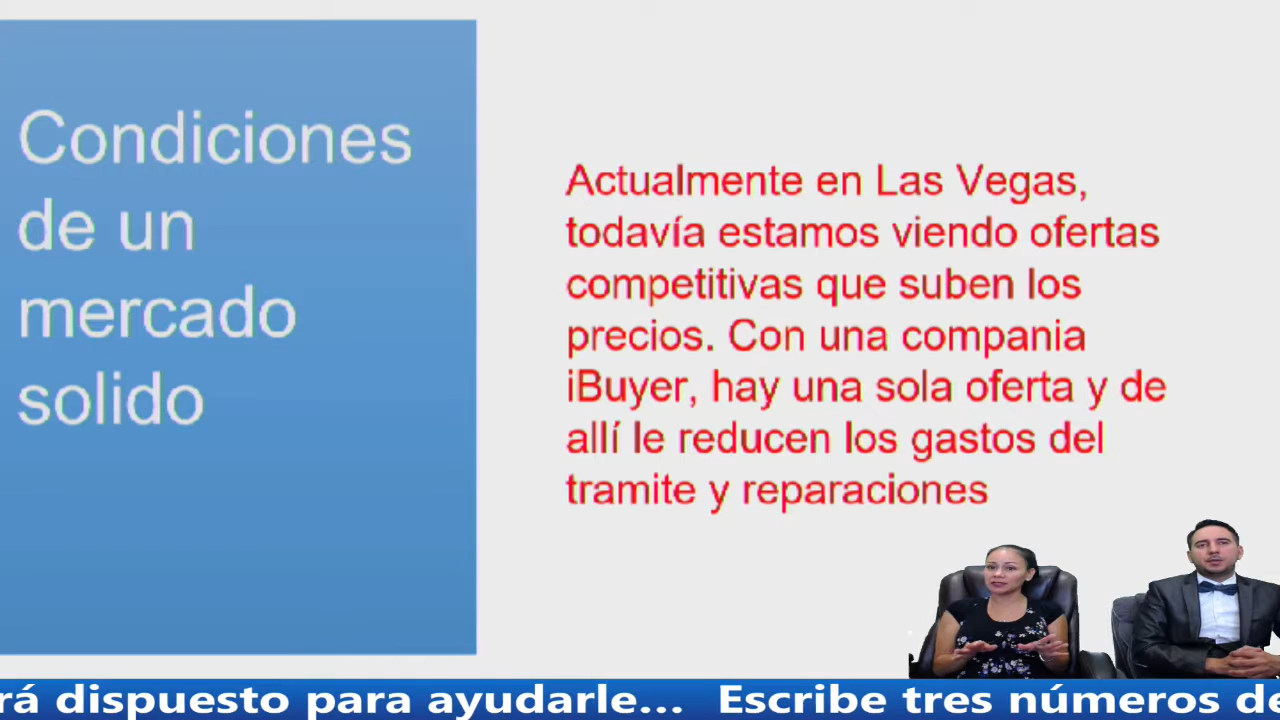 Condiciones
de un
mercado
solido
Actualmente en Las Vegas,
todavía estamos viendo ofertas
competitivas que suben los
precios. Con una compania
iBuyer, hay una sola oferta y de
allí le reducen los gastos del
tramite y reparaciones
rá dispuesto para ayudarle... Escribe tres números de